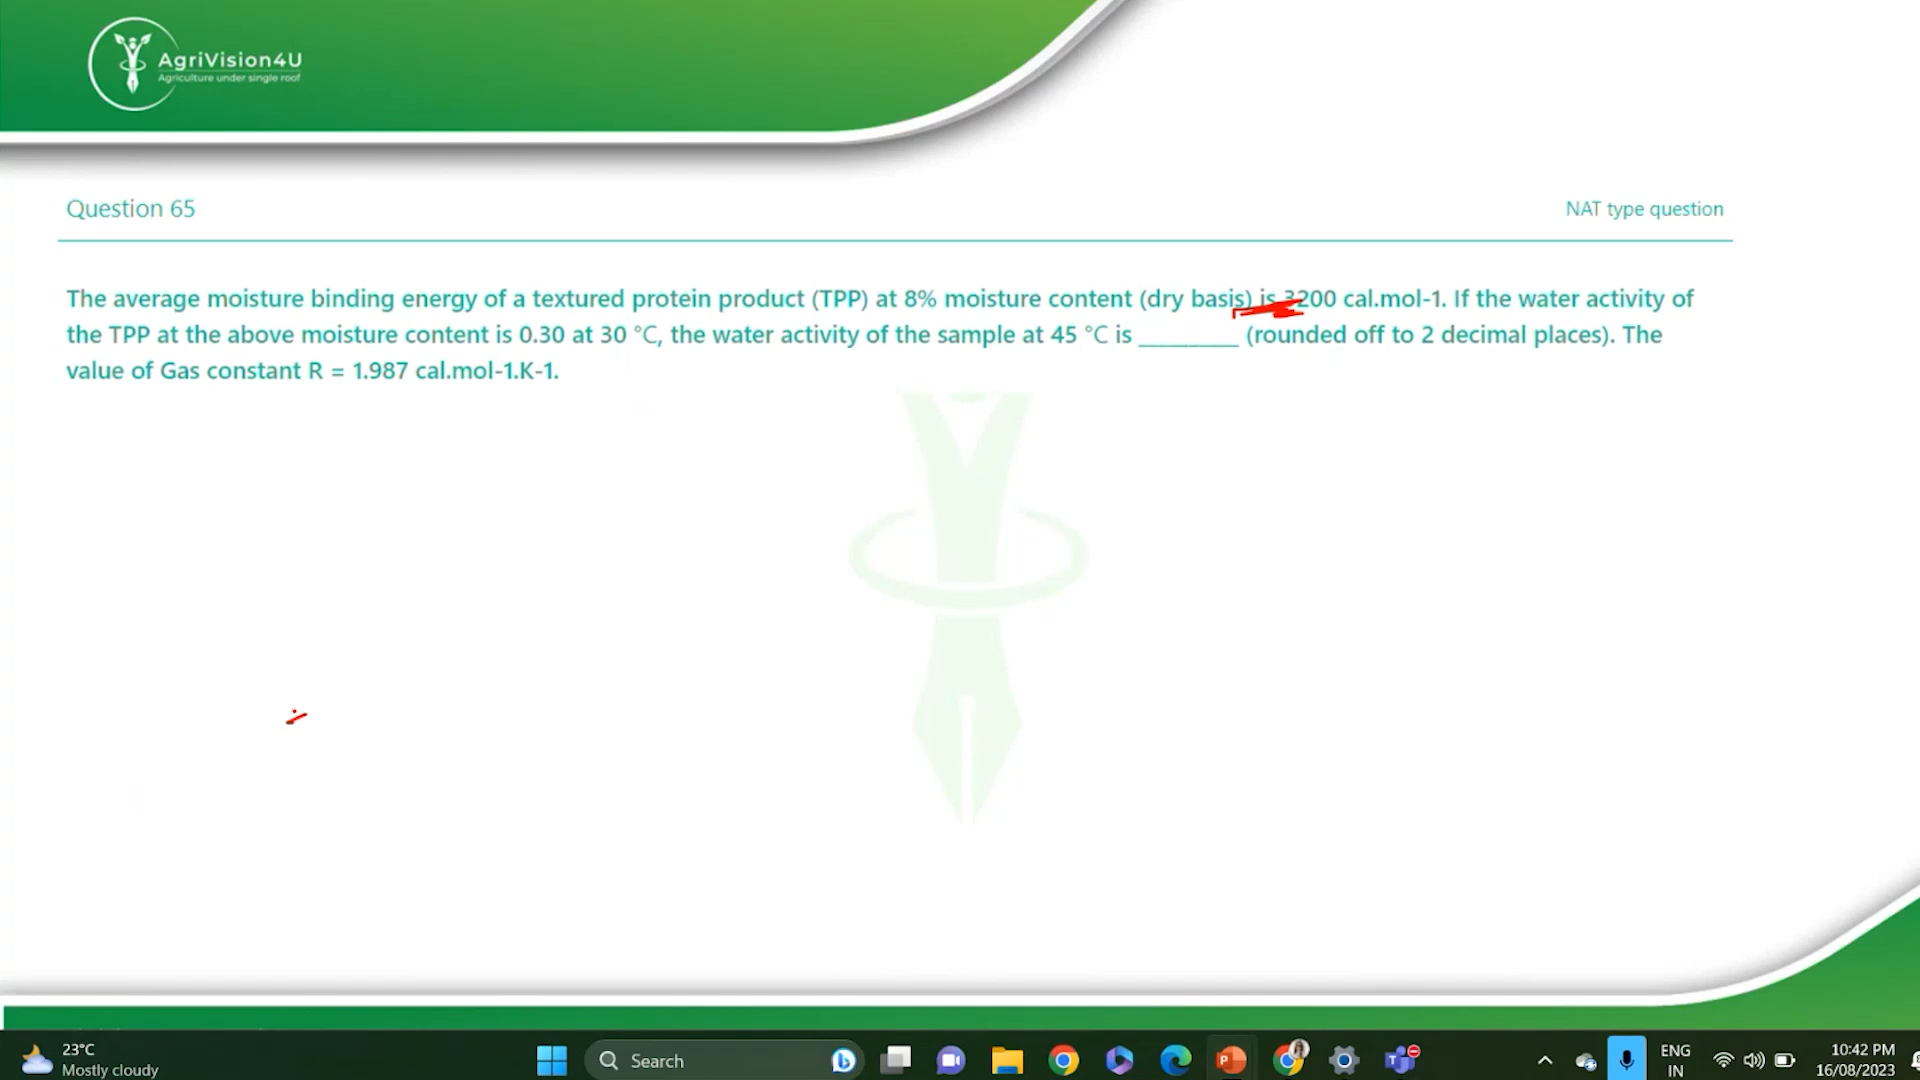 AgriVision4U
Agriculture under single roof
Question 65
NAT type question
The average moisture binding energy of a textured protein product (TPP) at 8% moisture content (dry basis) is 3200 cal.mol-1. If the water activity of
the TPP at the above moisture content is 0.30 at 30 °C, the water activity of the sample at 45 °C is ________ (rounded off to 2 decimal places). The
value of Gas constant R = 1.987 cal.mol-1.K-1.
23°C
Mostly cloudy
Search
ENG
IN
10:42 PM
16/08/2023